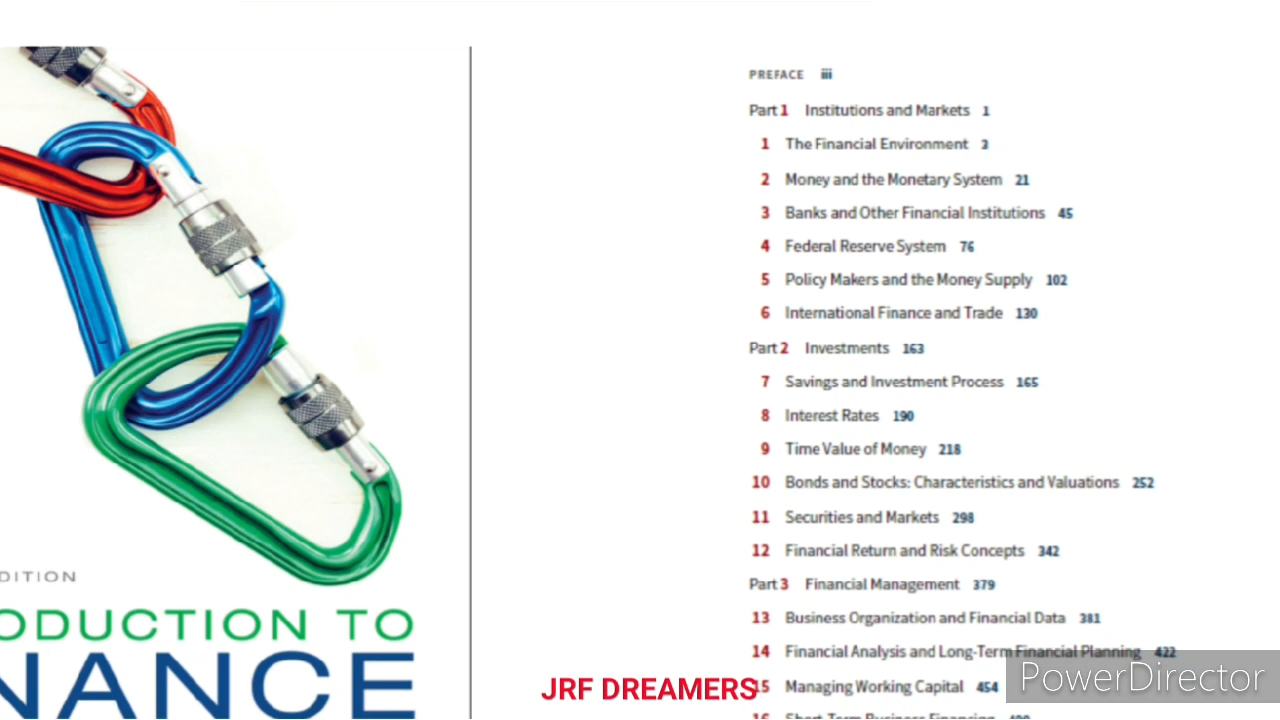 DITION
ODUCTION TO
NANCE
PREFACE iii
Part 1 Institutions and Markets 1
1 The Financial Environment 3
2 Money and the Monetary System 21
3 Banks and Other Financial Institutions 45
4 Federal Reserve System 76
5 Policy Makers and the Money Supply 102
6 International Finance and Trade 130
Part 2 Investments 163
7 Savings and Investment Process 165
8 Interest Rates 190
9 Time Value of Money 218
10 Bonds and Stocks: Characteristics and Valuations 252
11 Securities and Markets 298
12 Financial Return and Risk Concepts 342
Part 3 Financial Management 379
13 Business Organization and Financial Data 381
14 Financial Analysis and Long-Term Financial Planning 422
15 Managing Working Capital 454
16 Short-Term Business Financing
JRF DREAMERS
PowerDirector